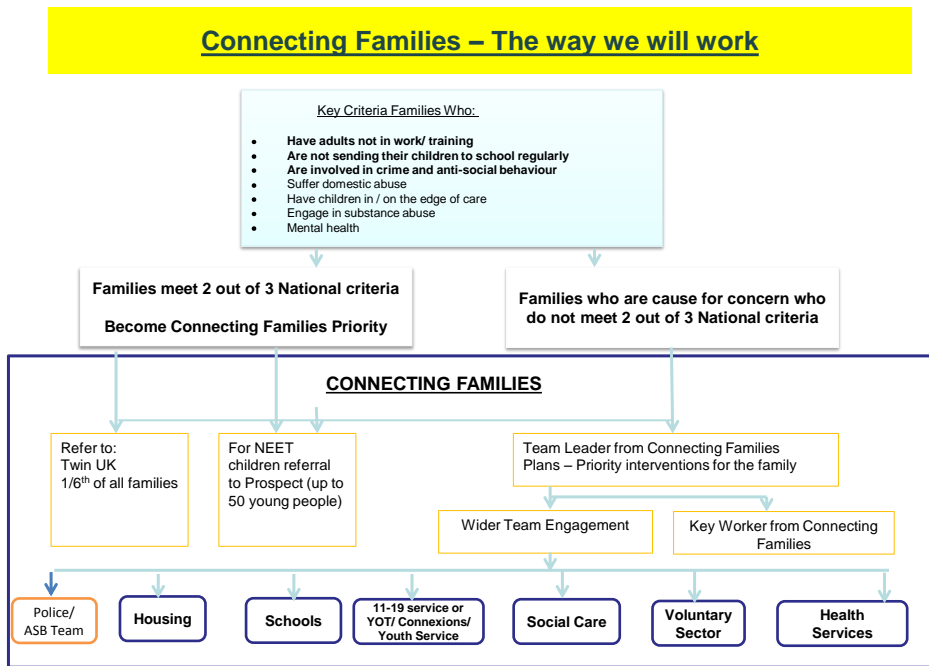 Connecting Families – The way we will work
Key Criteria Families Who:
• Have adults not in work/ training
• Are not sending their children to school regularly
• Are involved in crime and anti-social behaviour
• Suffer domestic abuse
• Have children in / on the edge of care
• Engage in substance abuse
• Mental health
Families meet 2 out of 3 National criteria
Become Connecting Families Priority
Families who are cause for concern who
do not meet 2 out of 3 National criteria
CONNECTING FAMILIES
Refer to:
Twin UK
1/6th of all families
For NEET
children referral
to Prospect (up to
50 young people)
Team Leader from Connecting Families
Plans – Priority interventions for the family
Wider Team Engagement
Key Worker from Connecting
Families
Police/
ASB Team
Housing
Schools
11-19 service or
YOT/ Connexions/
Youth Service
Social Care
Voluntary
Sector
Health
Services